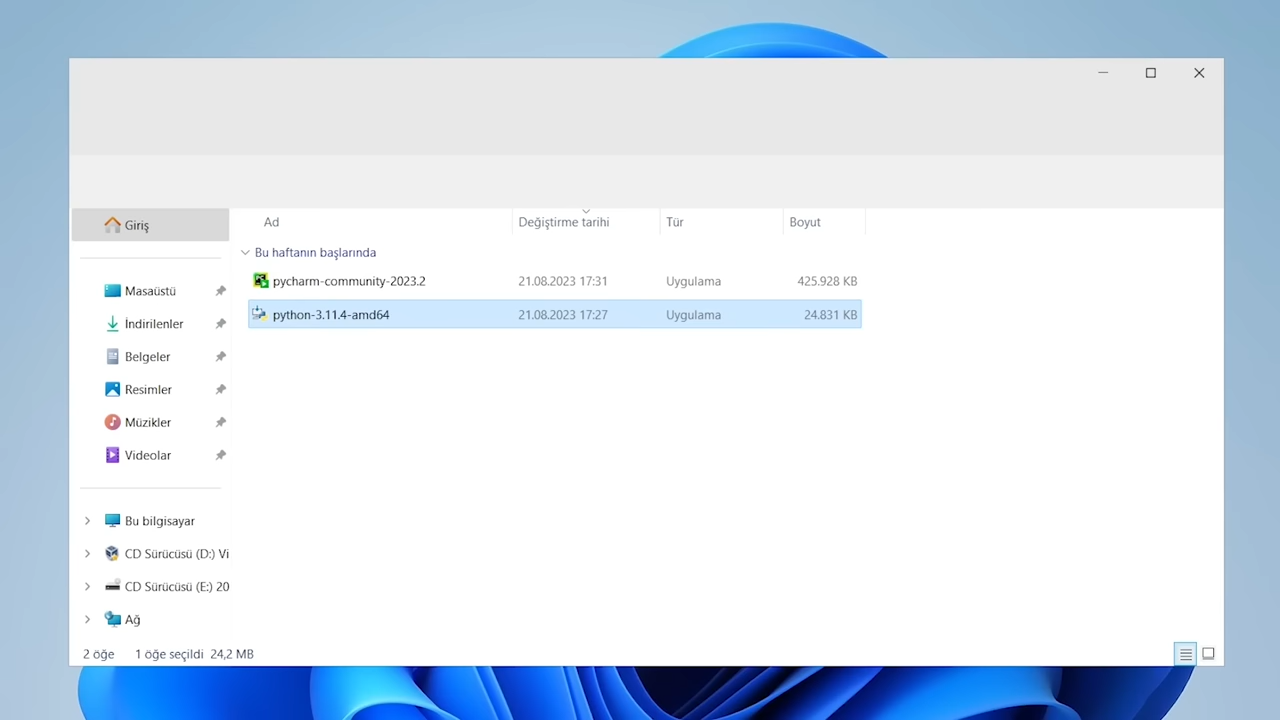 Giriş
Masaüstü
İndirilenler
Belgeler
Resimler
Müzikler
Videolar
Bu bilgisayar
CD Sürücüsü (D:) Vi
CD Sürücüsü (E:) 20
Ağ
Ad Değiştirme tarihi Tür Boyut
Bu haftanın başlarında
pycharm-community-2023.2 21.08.2023 17:31 Uygulama 425.928 KB
python-3.11.4-amd64 21.08.2023 17:27 Uygulama 24.831 KB
2 öğe 1 öğe seçildi 24,2 MB